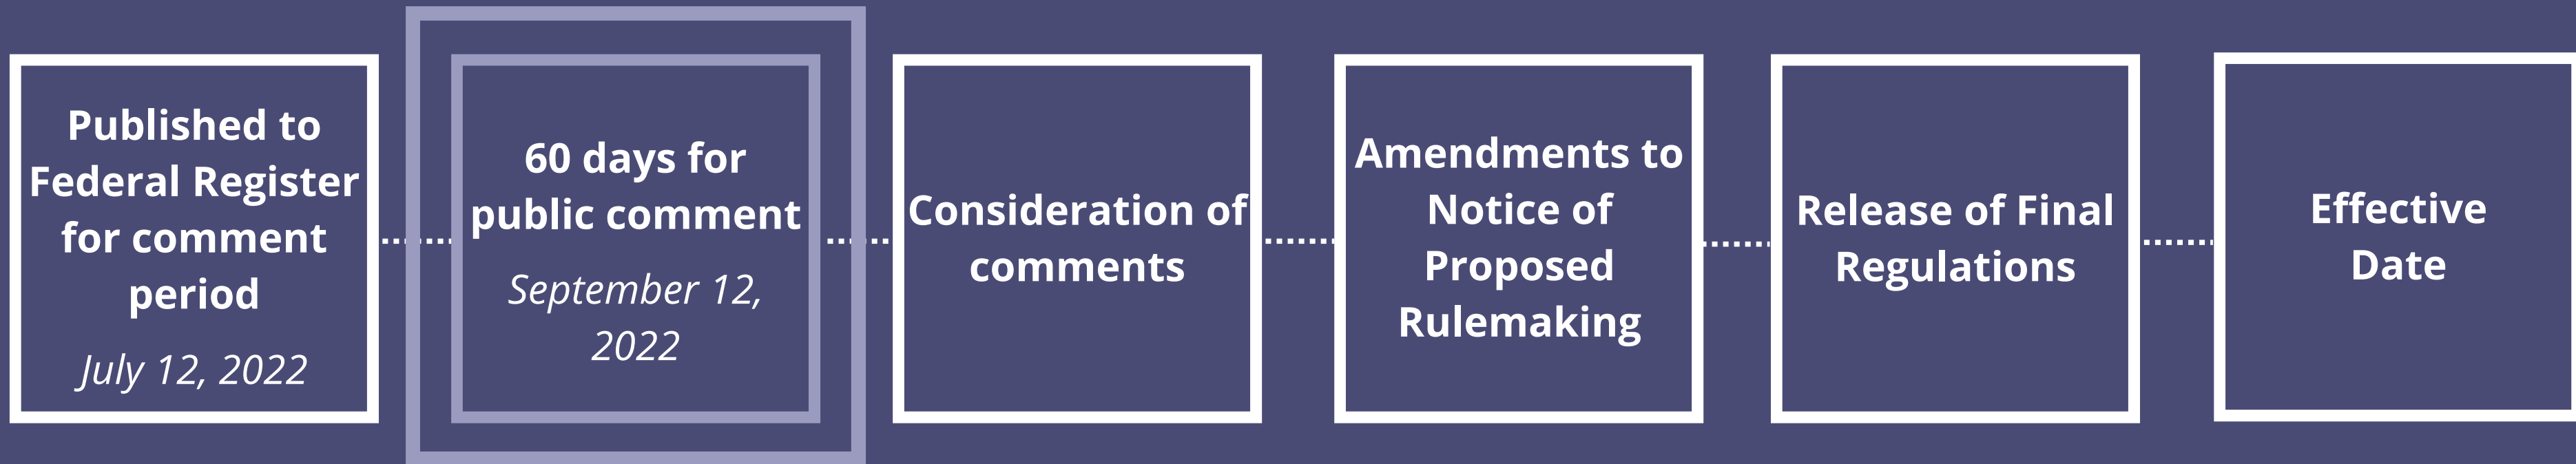 Published to
Federal Register
for comment
period
July 12, 2022
60 days for
public comment
September 12,
2022
Consideration of
comments
Amendments to
Notice of
Proposed
Rulemaking
Release of Final
Regulations
Effective
Date